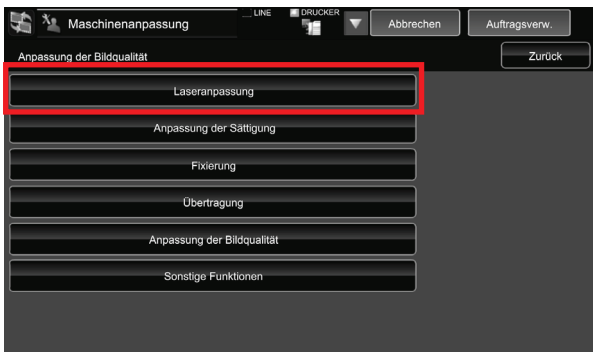 LINE DRUCKER
Maschinenanpassung Abbrechen Auftragsverw.
Anpassung der Bildqualität Zurück
Laseranpassung
Anpassung der Sättigung
Fixierung
Übertragung
Anpassung der Bildqualität
Sonstige Funktionen